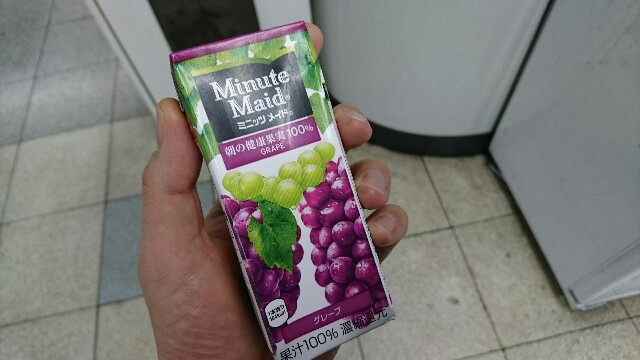 Minute
Maid®
ミニッツ メイド®
朝の健康果実100%
GRAPE
グレープ
果汁100% 濃縮還元